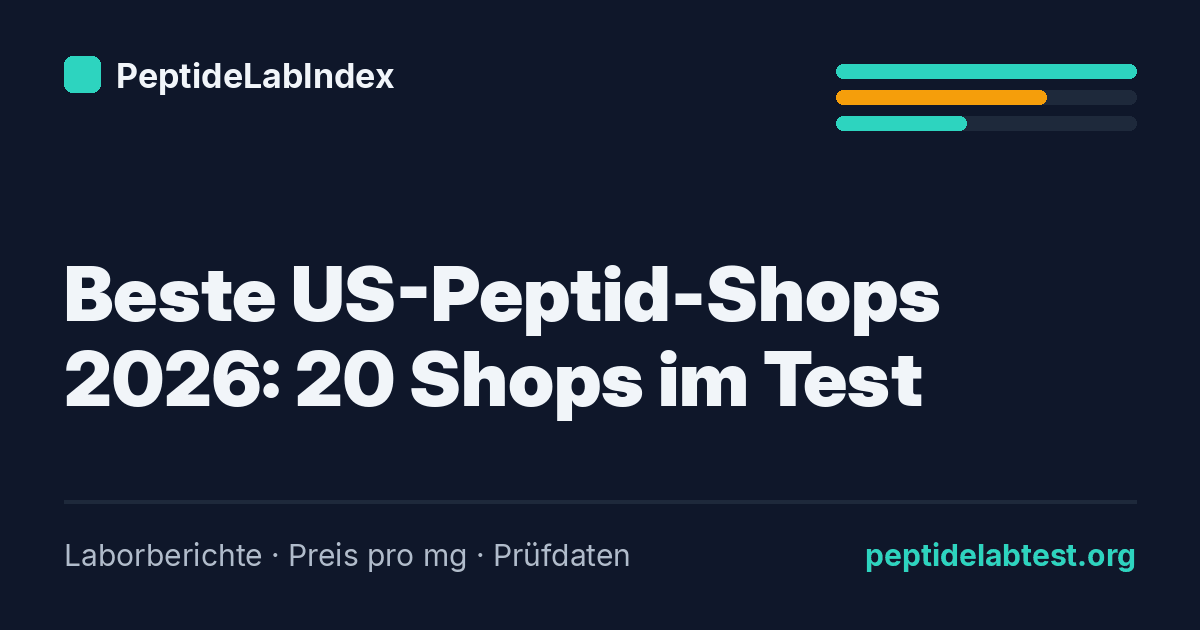 PeptideLabIndex
Beste US-Peptid-Shops
2026: 20 Shops im Test
Laborberichte · Preis pro mg · Prüfdaten
peptidelabtest.org